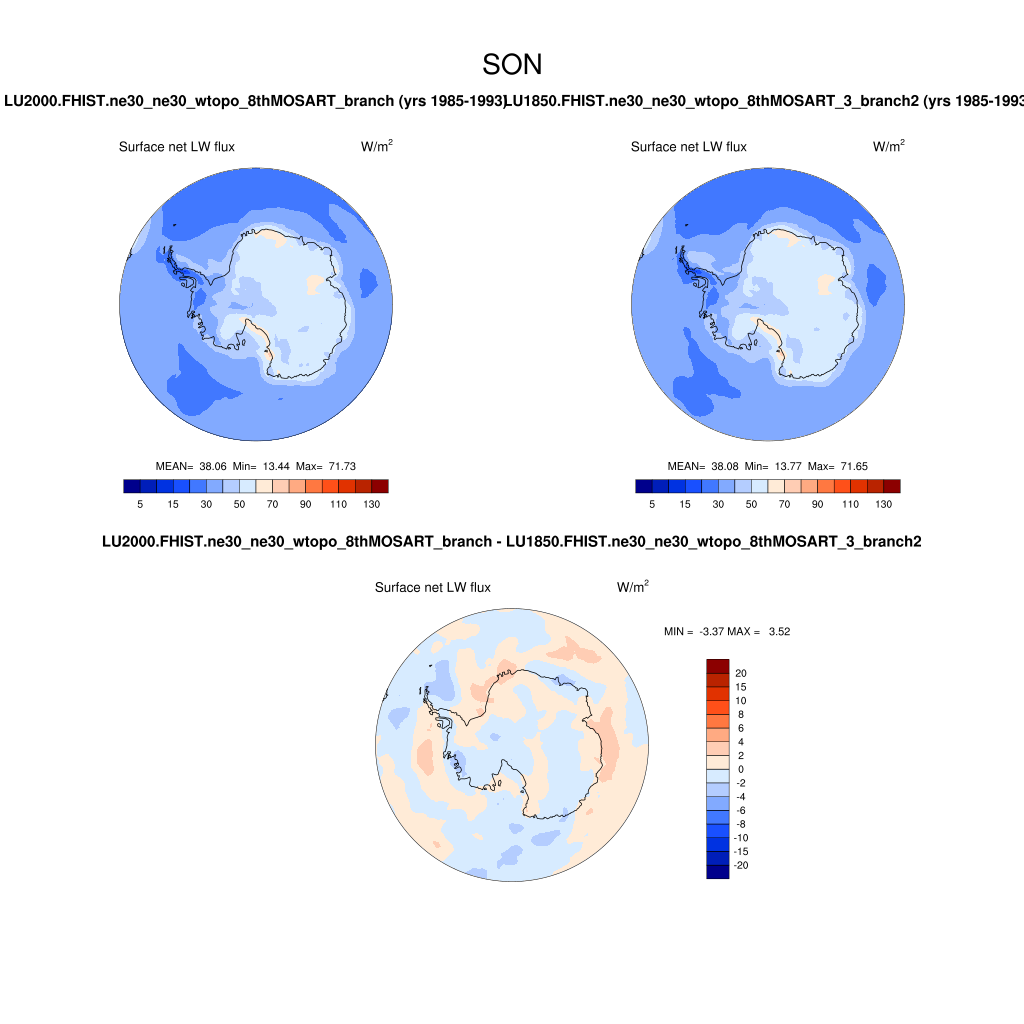 SON
LU2000.FHIST.ne30_ne30_wtopo_8thMOSART_branch (yrs 1985-1993)
LU1850.FHIST.ne30_ne30_wtopo_8thMOSART_3_branch2 (yrs 1985-1993
Surface net LW flux W/m²
Surface net LW flux W/m²
MEAN= 38.06 Min= 13.44 Max= 71.73
MEAN= 38.08 Min= 13.77 Max= 71.65
5 15 30 50 70 90 110 130
5 15 30 50 70 90 110 130
LU2000.FHIST.ne30_ne30_wtopo_8thMOSART_branch - LU1850.FHIST.ne30_ne30_wtopo_8thMOSART_3_branch2
Surface net LW flux W/m²
MIN = -3.37 MAX = 3.52
20
15
10
8
6
4
2
0
-2
-4
-6
-8
-10
-15
-20